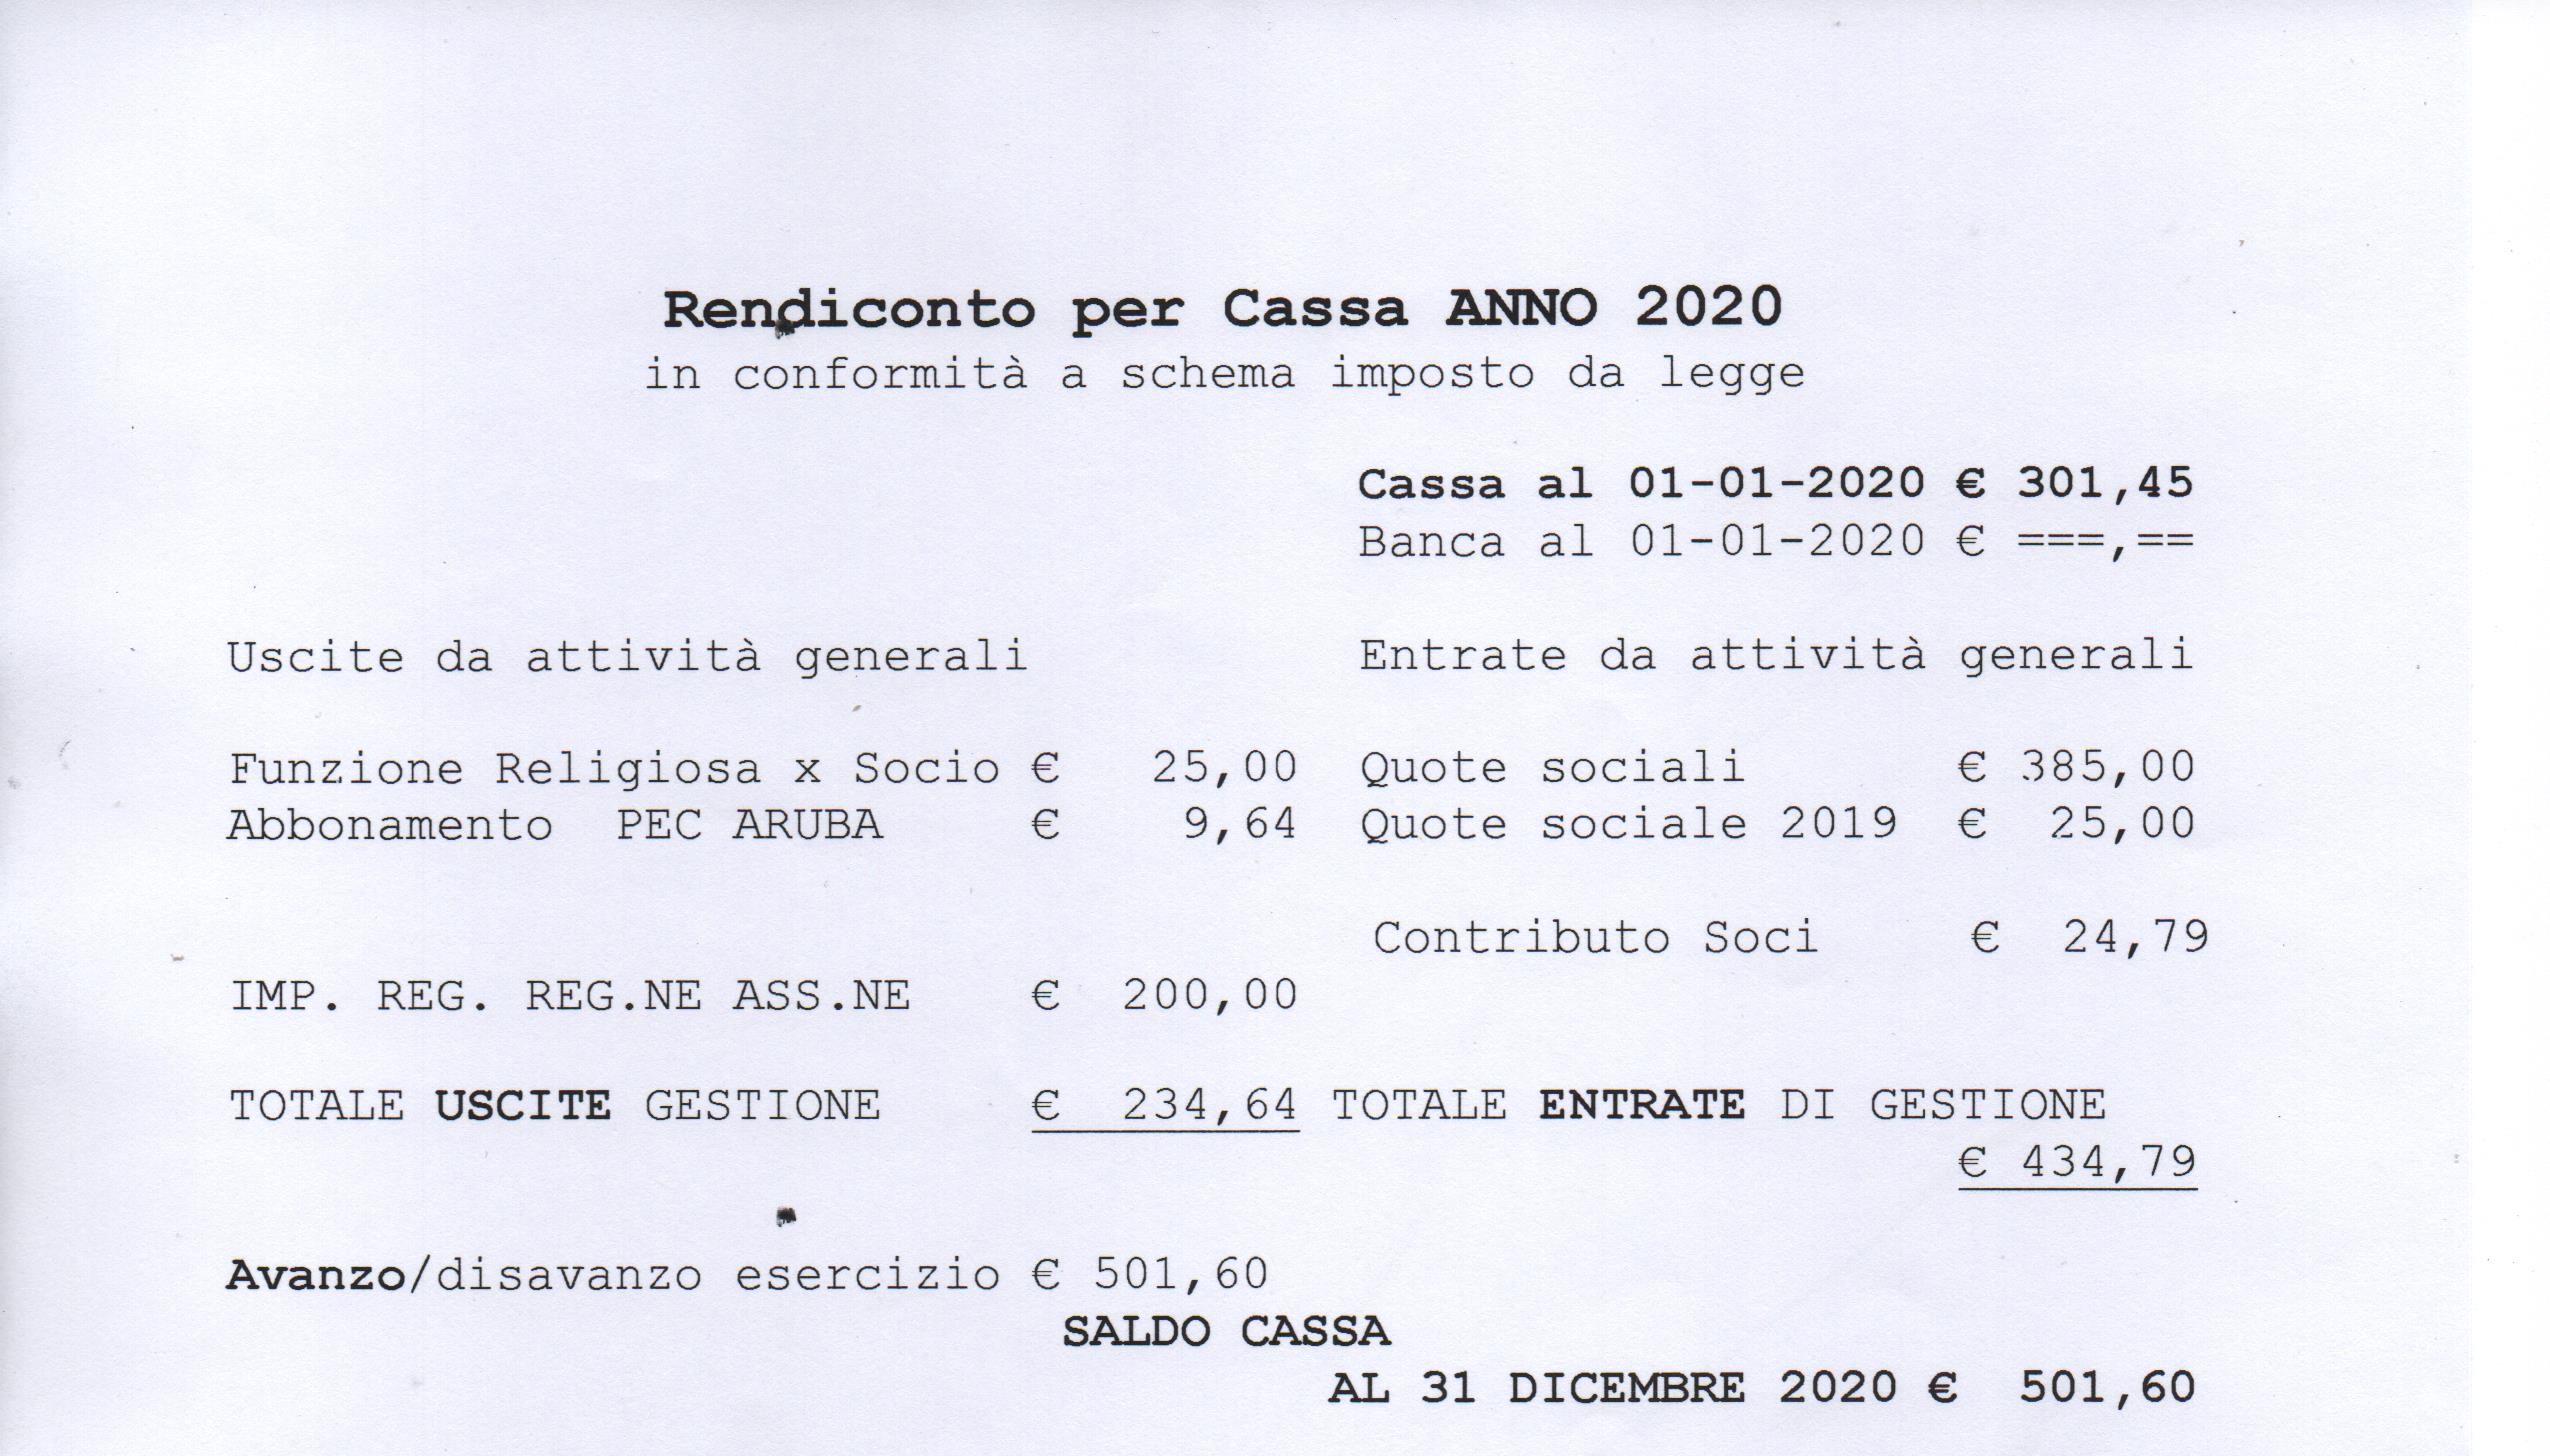 Rendiconto per Cassa ANNO 2020
in conformità a schema imposto da legge
Cassa al 01-01-2020 € 301,45
Banca al 01-01-2020 € ===,==
Uscite da attività generali Entrate da attività generali
Funzione Religiosa x Socio € 25,00 Quote sociali € 385,00
Abbonamento PEC ARUBA € 9,64 Quote sociale 2019 € 25,00
Contributo Soci € 24,79
IMP. REG. REG.NE ASS.NE € 200,00
TOTALE USCITE GESTIONE € 234,64 TOTALE ENTRATE DI GESTIONE
€ 434,79
Avanzo/disavanzo esercizio € 501,60
SALDO CASSA
AL 31 DICEMBRE 2020 € 501,60